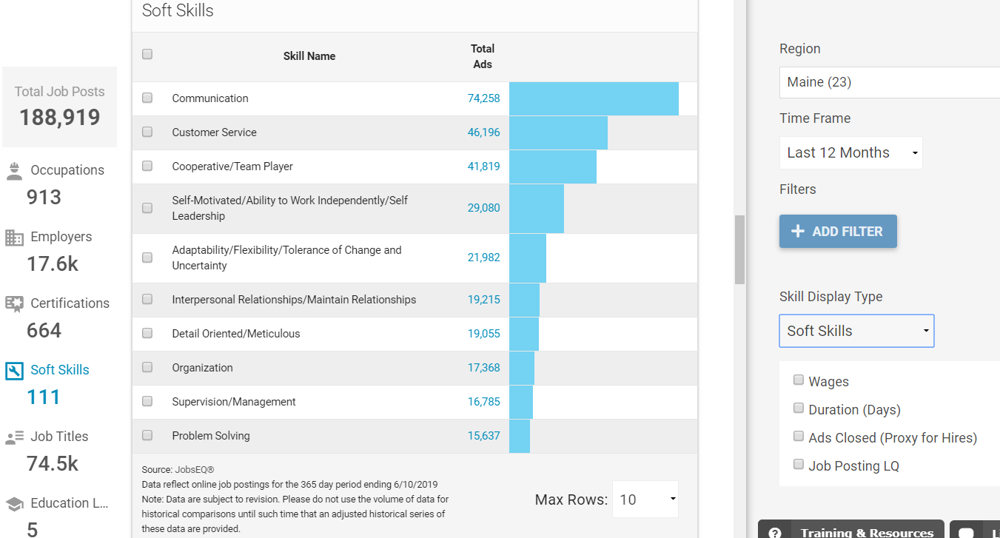 Soft Skills
Skill Name
Total
Ads
Communication 74,258
Customer Service 46,196
Cooperative/Team Player 41,819
Self-Motivated/Ability to Work Independently/Self
Leadership
29,080
Adaptability/Flexibility/Tolerance of Change and
Uncertainty
21,982
Interpersonal Relationships/Maintain Relationships 19,215
Detail Oriented/Meticulous 19,055
Organization 17,368
Supervision/Management 16,785
Problem Solving 15,637
Source: JobsEQ®
Data reflect online job postings for the 365 day period ending 6/10/2019
Note: Data are subject to revision. Please do not use the volume of data for
historical comparisons until such time that an adjusted historical series of
these data are provided.
Max Rows: 10
Total Job Posts
188,919
Occupations
913
Employers
17.6k
Certifications
664
Soft Skills
111
Job Titles
74.5k
Education L...
5
Region
Maine (23)
Time Frame
Last 12 Months
Filters
+ ADD FILTER
Skill Display Type
Soft Skills
Wages
Duration (Days)
Ads Closed (Proxy for Hires)
Job Posting LQ
? Training & Resources